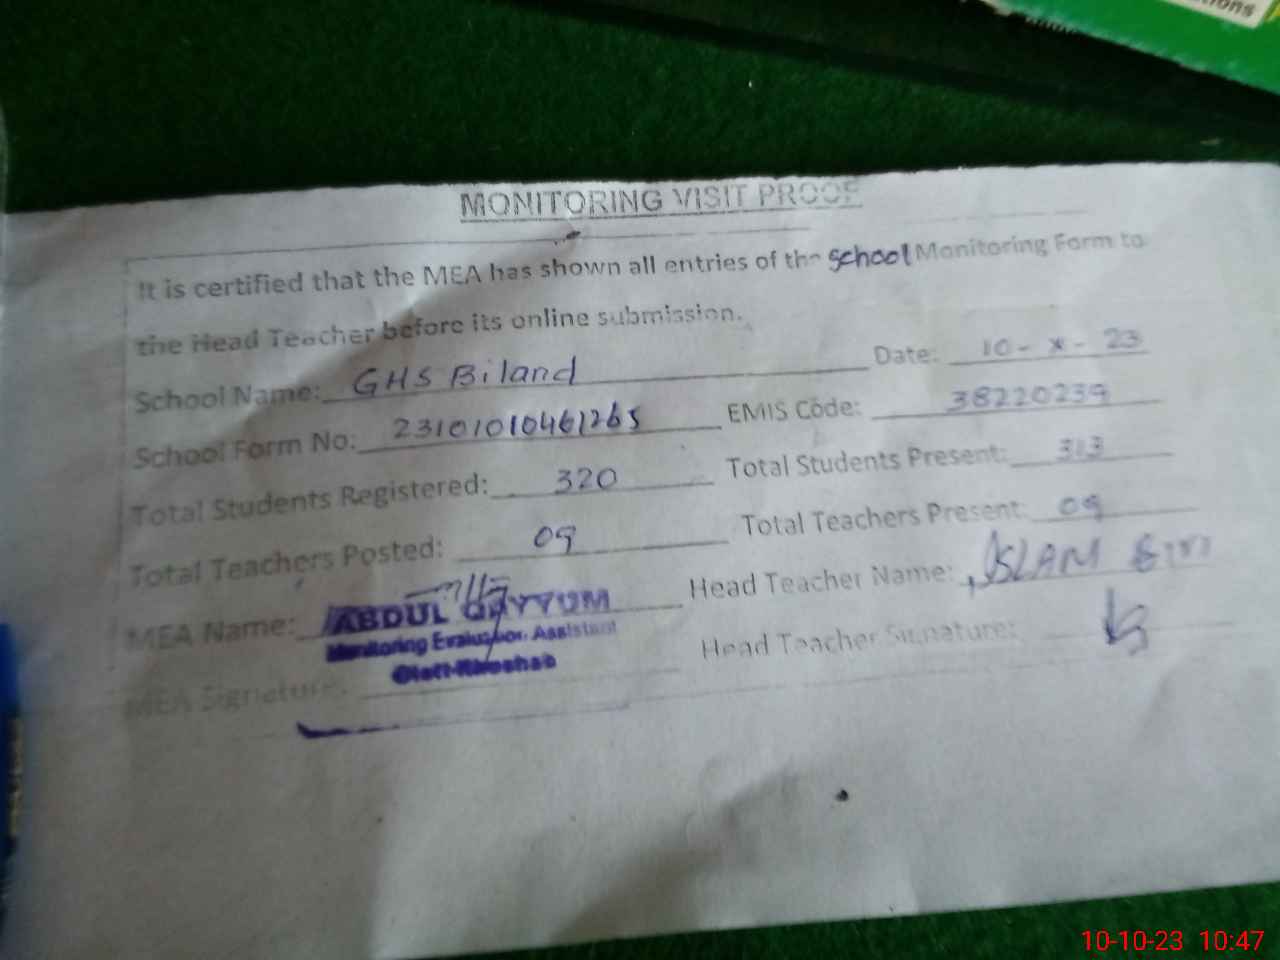 MONITORING VISIT PROOF
It is certified that the MEA has shown all entries of the school Monitoring Form to
the Head Teacher before its online submission.
School Name: GHS Biland Date: 10-x-23
School Form No: 23101010461265 EMIS Code: 38220239
Total Students Registered: 320 Total Students Present: 313
Total Teachers Posted: 09 Total Teachers Present: 09
MEA Name: ABDUL QAYYUM Head Teacher Name: ISLAM
Monitoring Evaluation Assistant
MEA Signature: Head Teacher Signature:
10-10-23 10:47